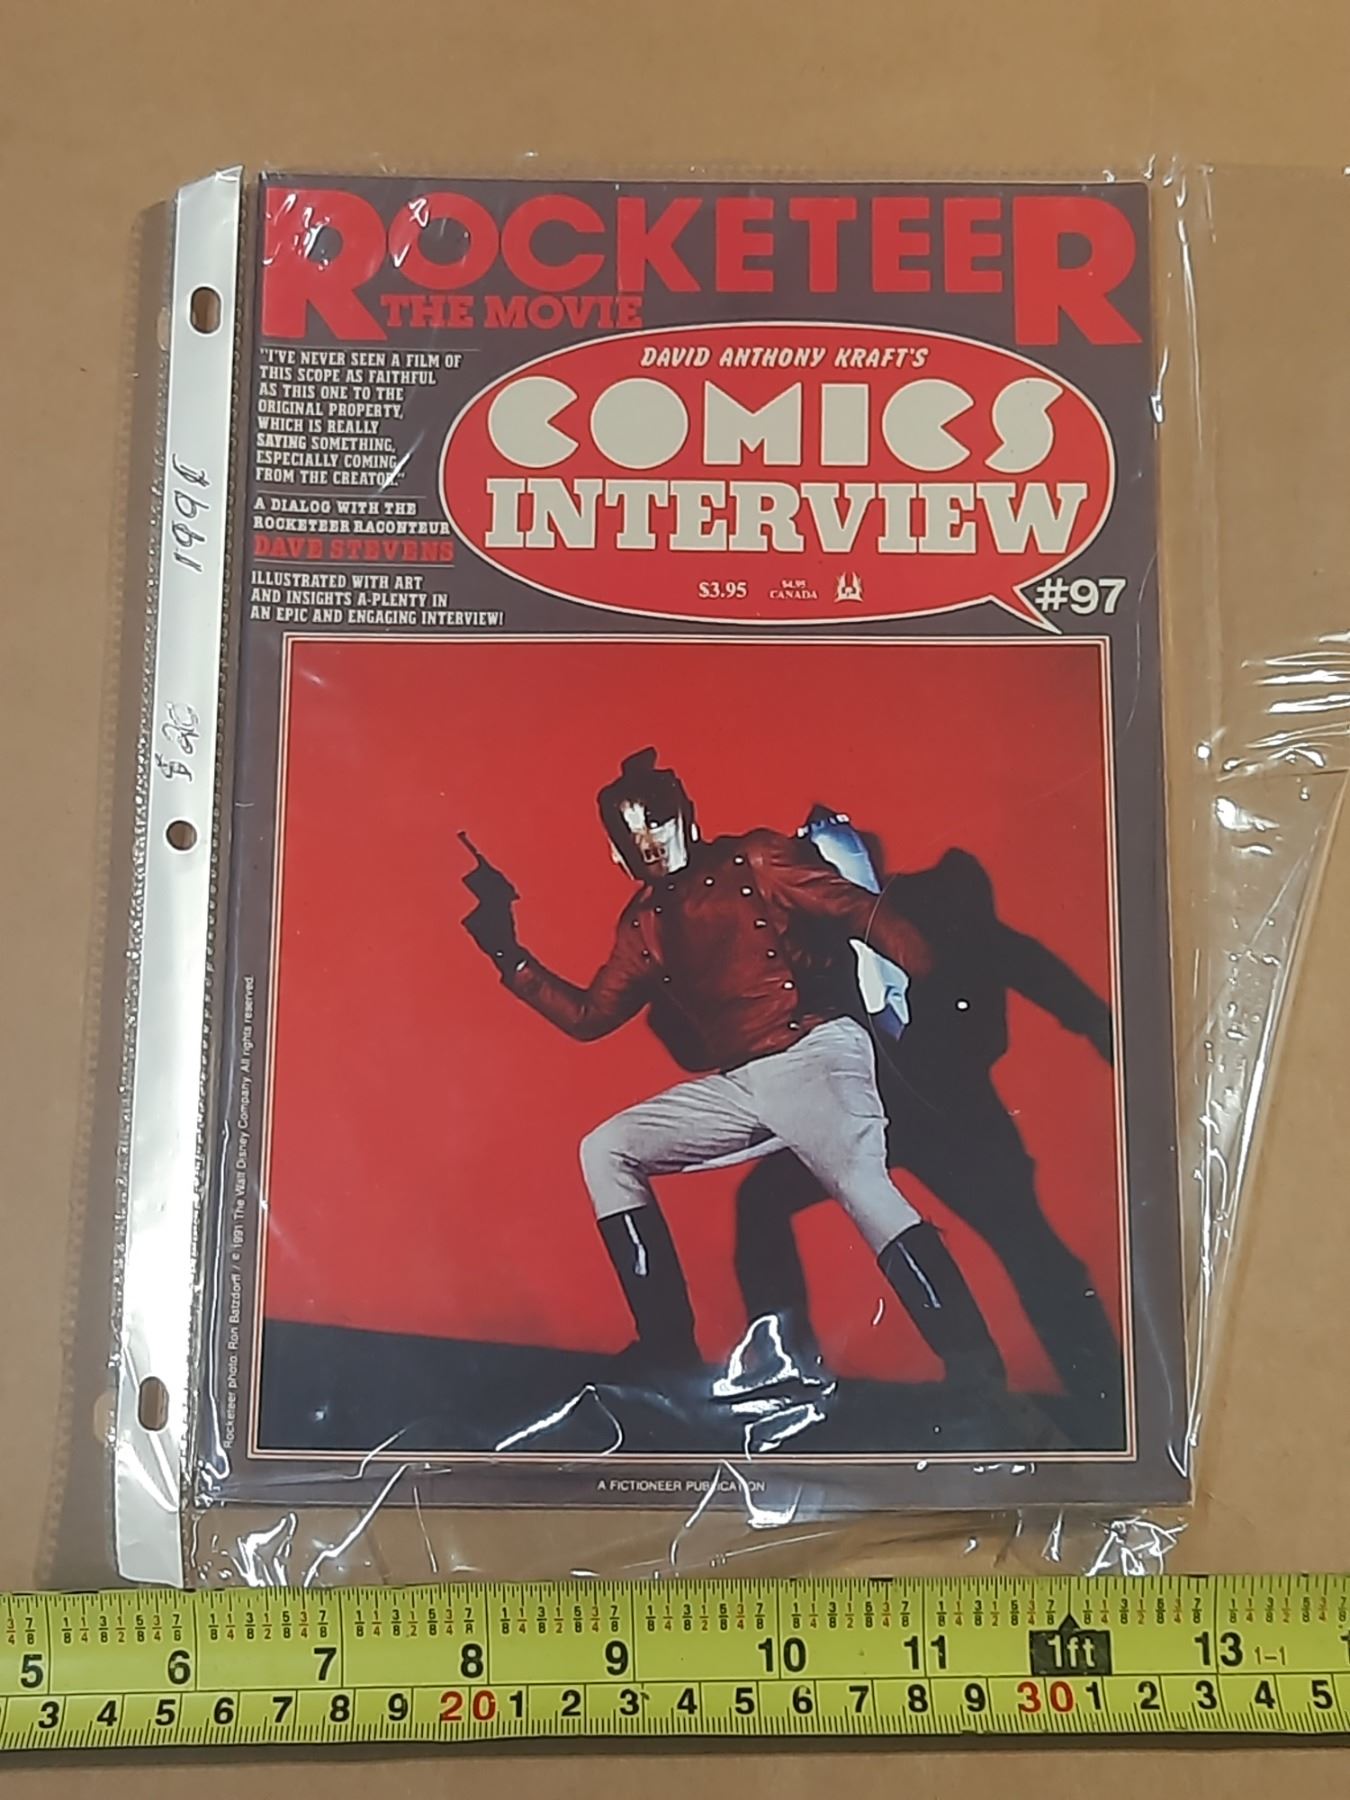 ROCKETEER
THE MOVIE
"I'VE NEVER SEEN A FILM OF
THIS SCOPE AS FAITHFUL
AS THIS ONE TO THE
ORIGINAL PROPERTY,
WHICH IS REALLY
SAYING SOMETHING,
ESPECIALLY COMING
FROM THE CREATOR."
A DIALOG WITH THE
ROCKETEER RACONTEUR
DAVE STEVENS
ILLUSTRATED WITH ART
AND INSIGHTS A-PLENTY IN
AN EPIC AND ENGAGING INTERVIEW!
DAVID ANTHONY KRAFT'S
COMICS
INTERVIEW
$3.95
$4.95
CANADA
#97
1991
$20
Rocketeer photo: Ron Batzdorff / © 1991 The Walt Disney Company. All rights reserved.
A FICTIONEER PUBLICATION
5 6 7 8 9 10 11 1ft 13 1-1
3 4 5 6 7 8 9 20 1 2 3 4 5 6 7 8 9 30 1 2 3 4 5